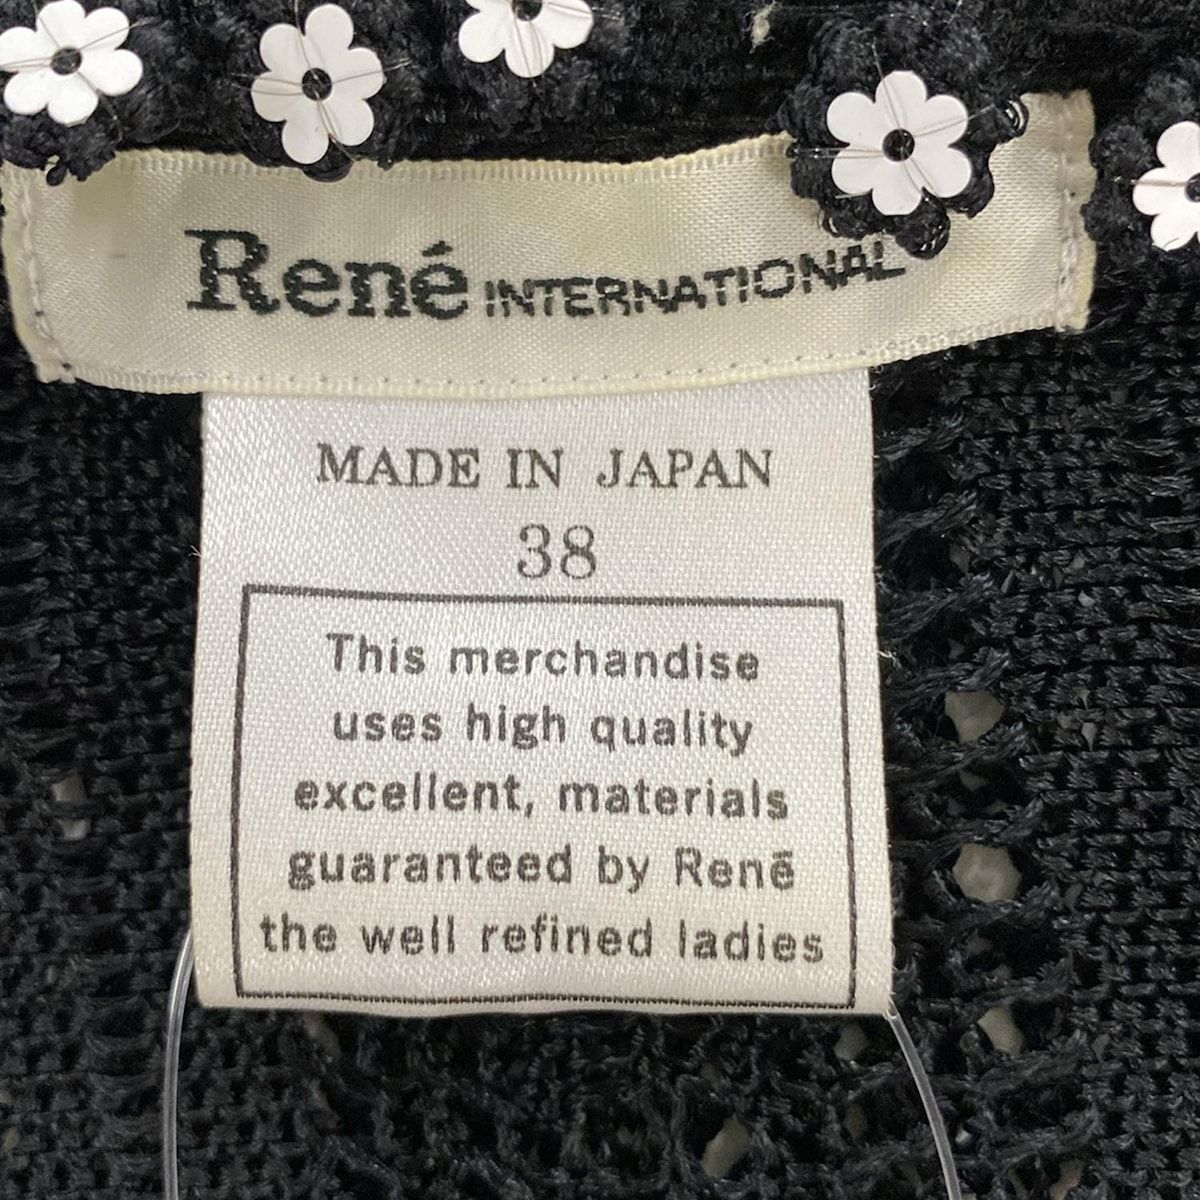 René INTERNATIONAL
MADE IN JAPAN
38
This merchandise
uses high quality
excellent, materials
guaranteed by Renē
the well refined ladies